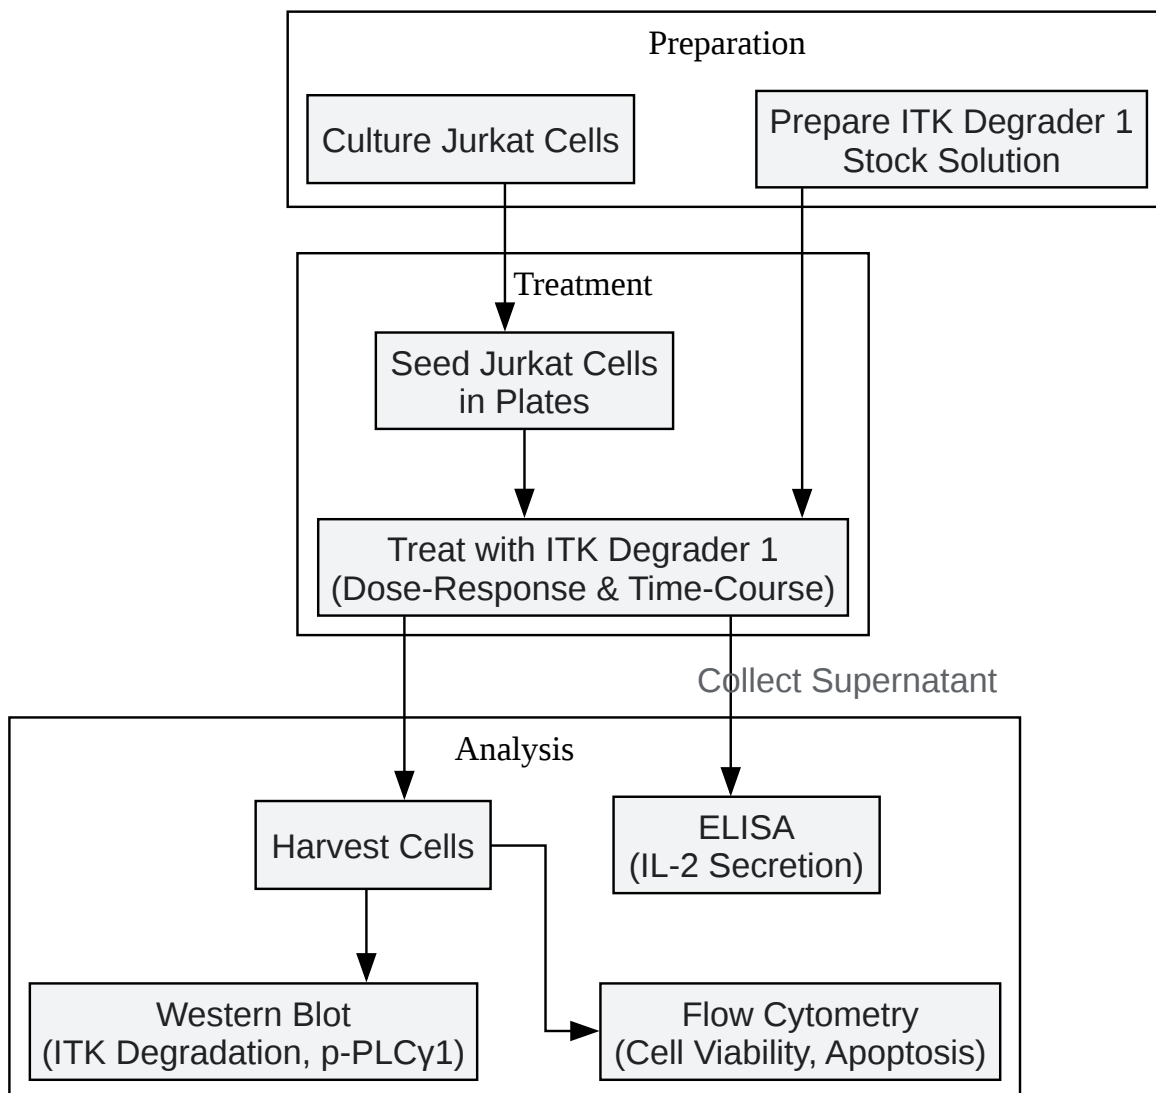 Preparation
Culture Jurkat Cells
Prepare ITK Degrader 1
Stock Solution
Treatment
Seed Jurkat Cells
in Plates
Treat with ITK Degrader 1
(Dose-Response & Time-Course)
Collect Supernatant
Analysis
Harvest Cells
ELISA
(IL-2 Secretion)
Western Blot
(ITK Degradation, p-PLCγ1)
Flow Cytometry
(Cell Viability, Apoptosis)